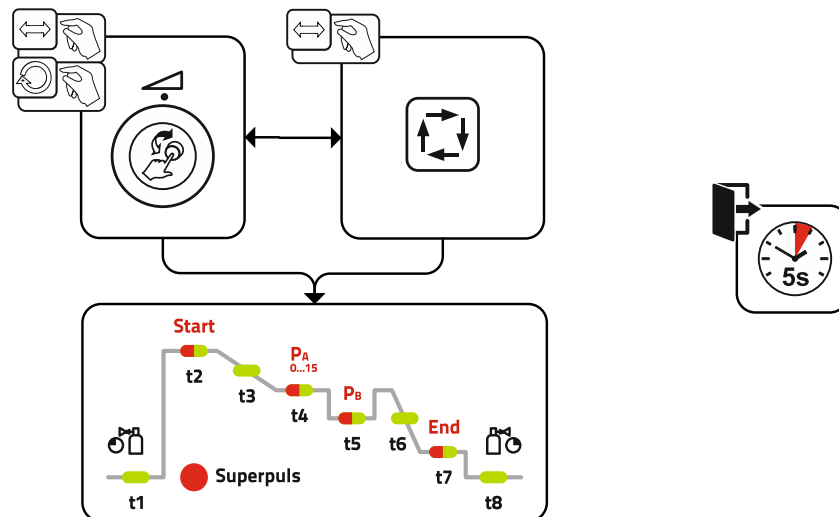 5s
Start
PA
0...15
t2
t3
t4
PB
t5
t6
End
t7
t1
Superpuls
t8